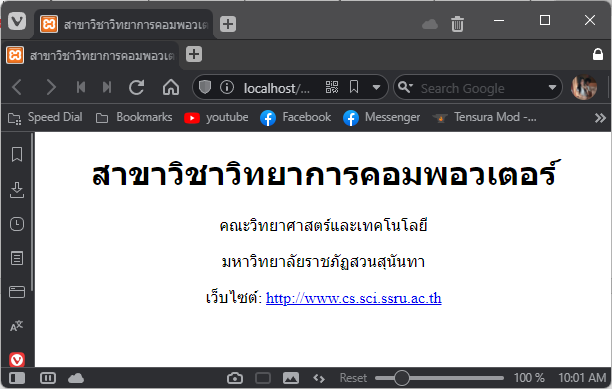 สาขาวิชาวิทยาการคอมพอวเตอร์
สาขาวิชาวิทยาการคอมพอวเต
localhost/...
Search Google
Speed Dial
Bookmarks
youtube
Facebook
Messenger
Tensura Mod -...
สาขาวิชาวิทยาการคอมพอวเตอร์
คณะวิทยาศาสตร์และเทคโนโลยี
มหาวิทยาลัยราชภัฏสวนสุนันทา
เว็บไซต์: http://www.cs.sci.ssru.ac.th
Reset
100 %
10:01 AM